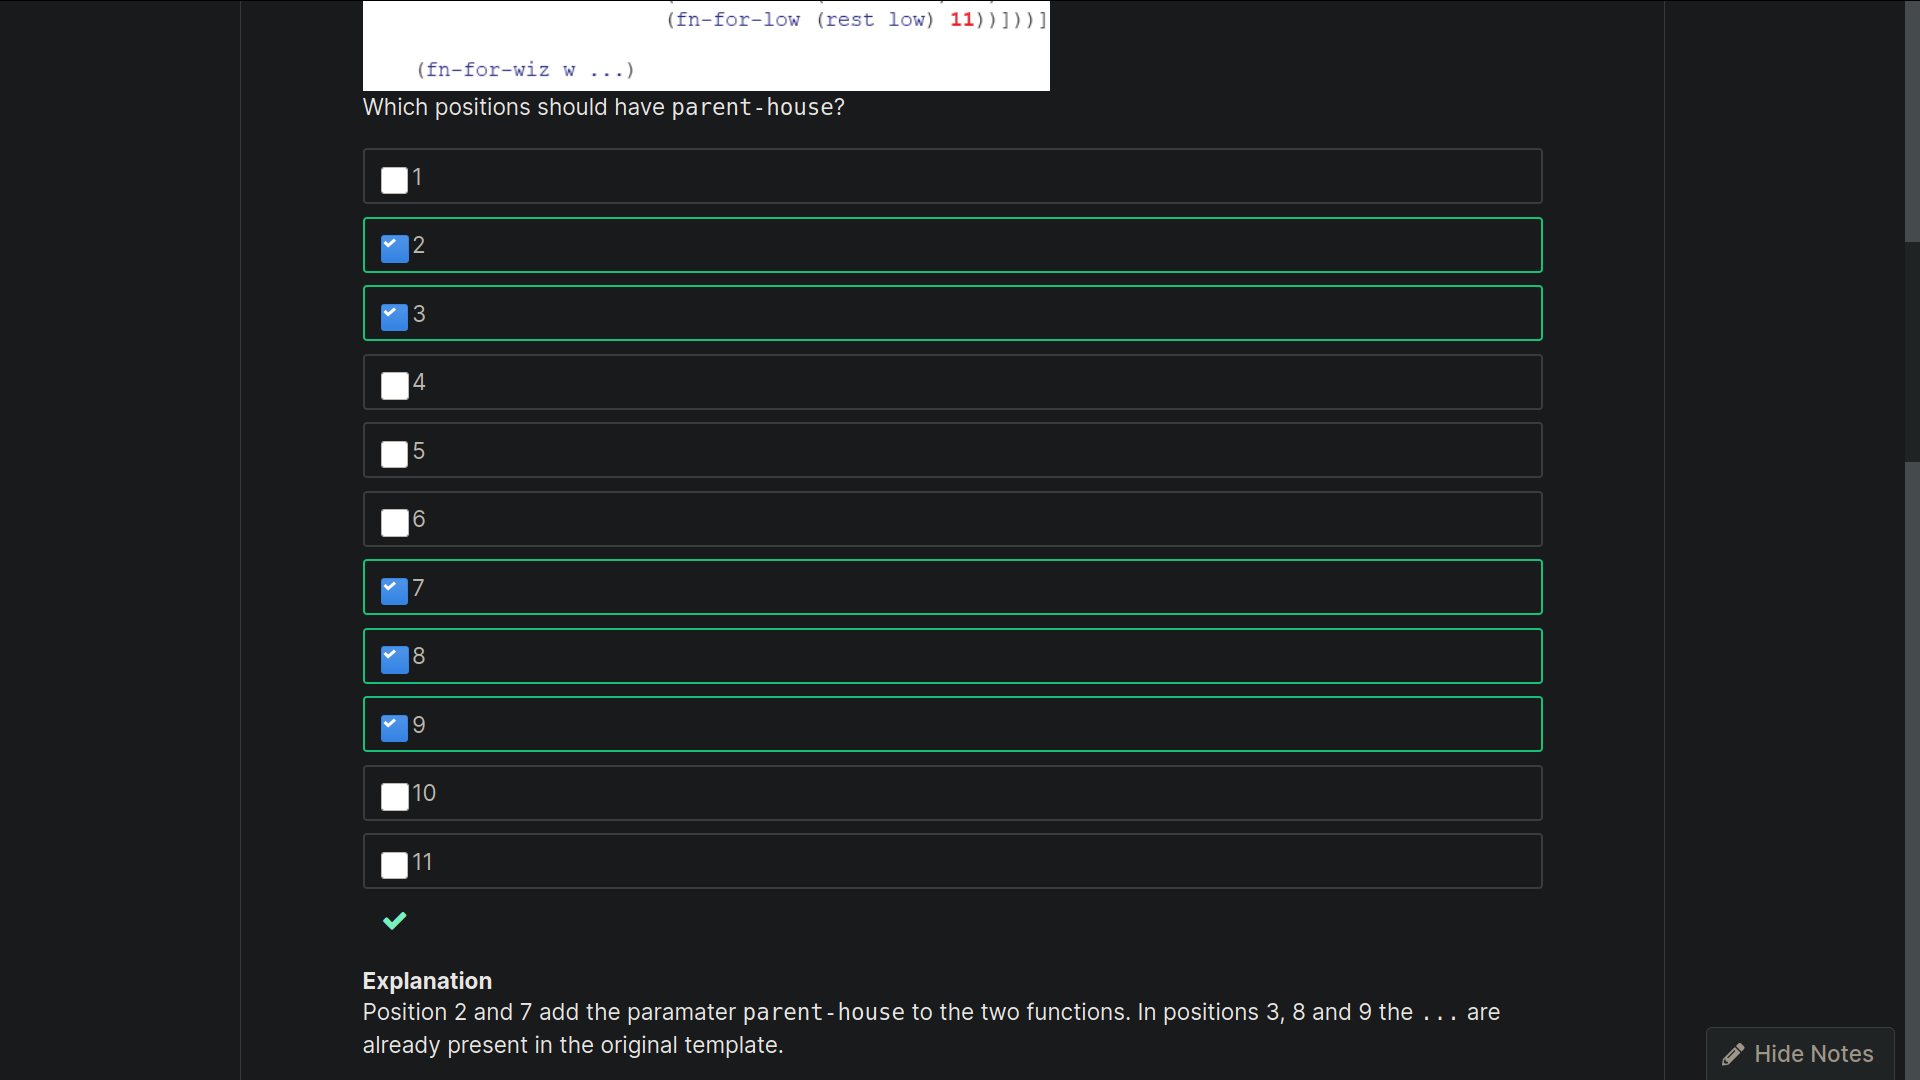 (fn-for-low (rest low) 11))]))]
(fn-for-wiz w ...)
Which positions should have parent-house?
1
2
3
4
5
6
7
8
9
10
11
Explanation
Position 2 and 7 add the paramater parent-house to the two functions. In positions 3, 8 and 9 the ... are
already present in the original template.
Hide Notes